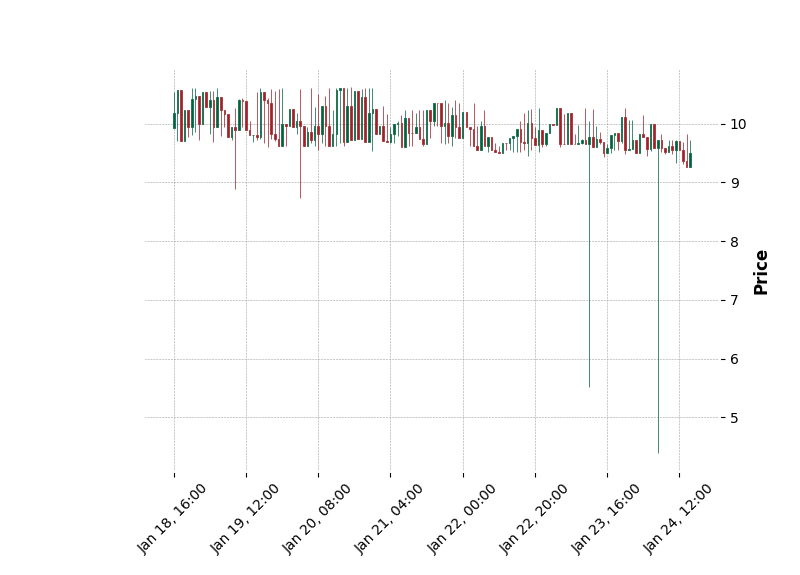 10
9
8
7
6
5
Price
Jan 18, 16:00
Jan 19, 12:00
Jan 20, 08:00
Jan 21, 04:00
Jan 22, 00:00
Jan 22, 20:00
Jan 23, 16:00
Jan 24, 12:00